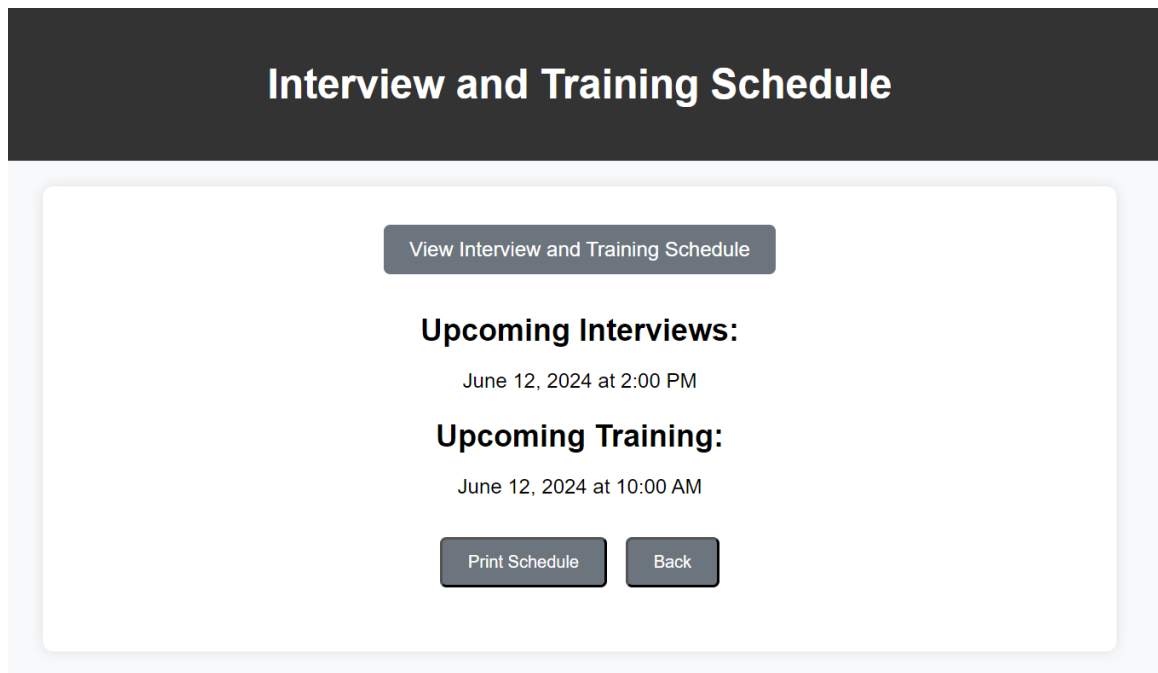 Interview and Training Schedule
View Interview and Training Schedule
Upcoming Interviews:
June 12, 2024 at 2:00 PM
Upcoming Training:
June 12, 2024 at 10:00 AM
Print Schedule Back